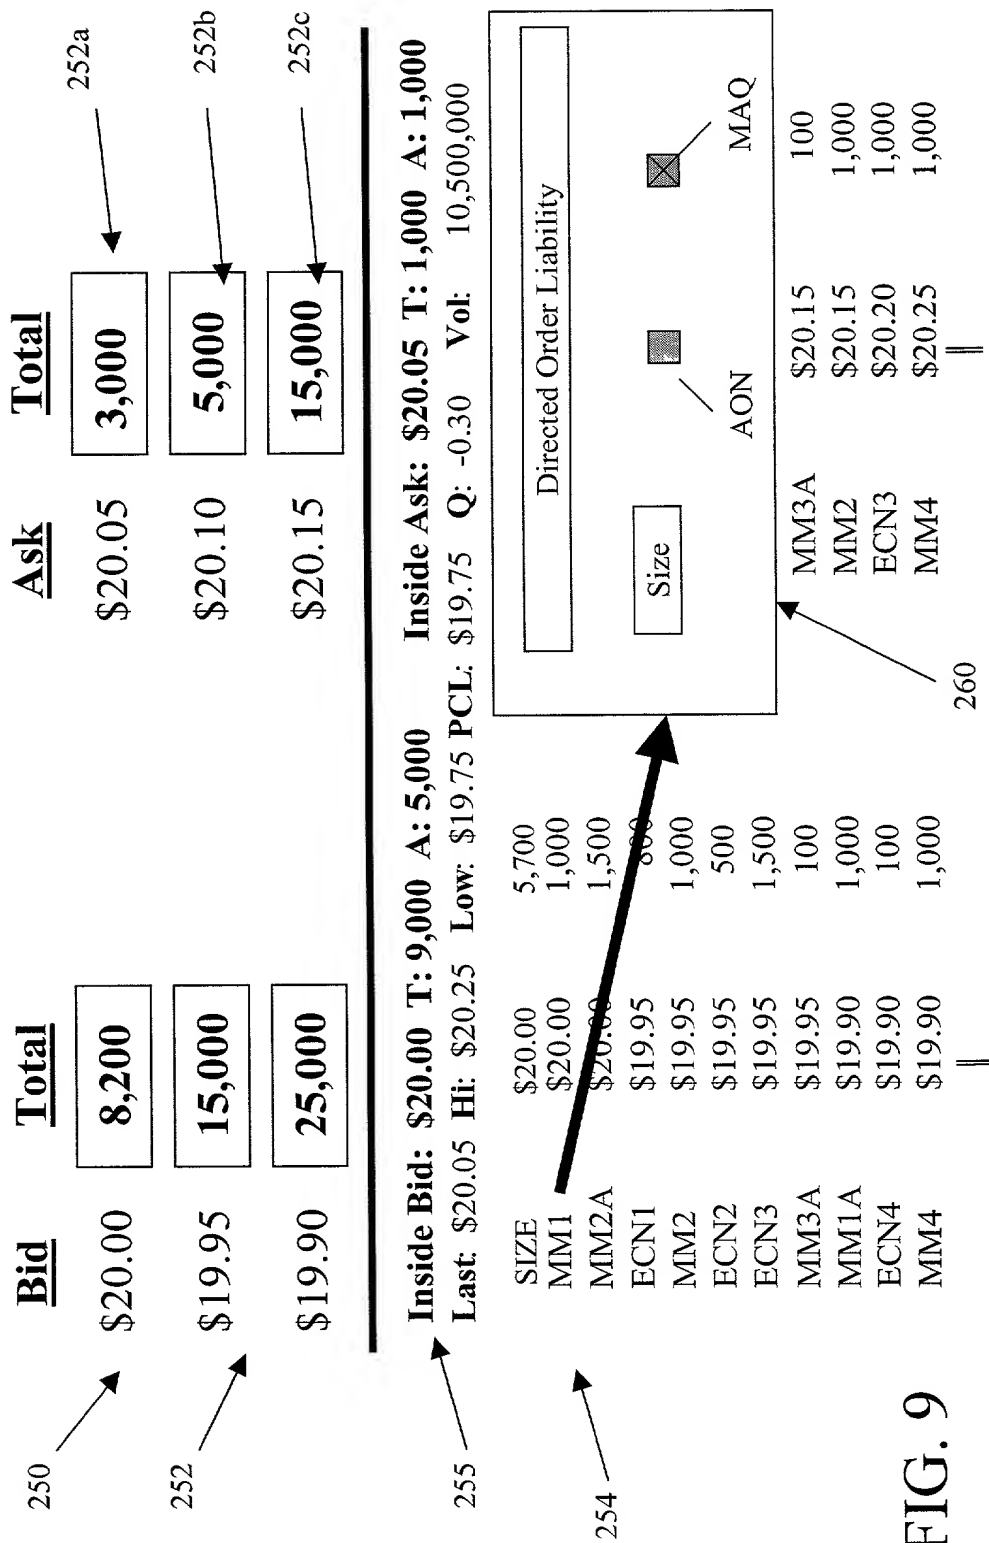 Bid Total Ask Total
$20.00 8,200 $20.05 3,000
$19.95 15,000 $20.10 5,000
$19.90 25,000 $20.15 15,000
250
252
252a
252b
252c
Inside Bid: $20.00 T: 9,000 A: 5,000 Inside Ask: $20.05 T: 1,000 A: 1,000
Last: $20.05 Hi: $20.25 Low: $19.75 PCL: $19.75 Q: -0.30 Vol: 10,500,000
255
254
SIZE $20.00 5,700
MM1 $20.00 1,000
MM2A $20.00 1,500
ECN1 $19.95 800
MM2 $19.95 1,000
ECN2 $19.95 500
ECN3 $19.95 1,500
MM3A $19.95 100
MM1A $19.90 1,000
ECN4 $19.90 100
MM4 $19.90 1,000
Directed Order Liability
Size
AON
MAQ
260
MM3A $20.15 100
MM2 $20.15 1,000
ECN3 $20.20 1,000
MM4 $20.25 1,000
FIG. 9